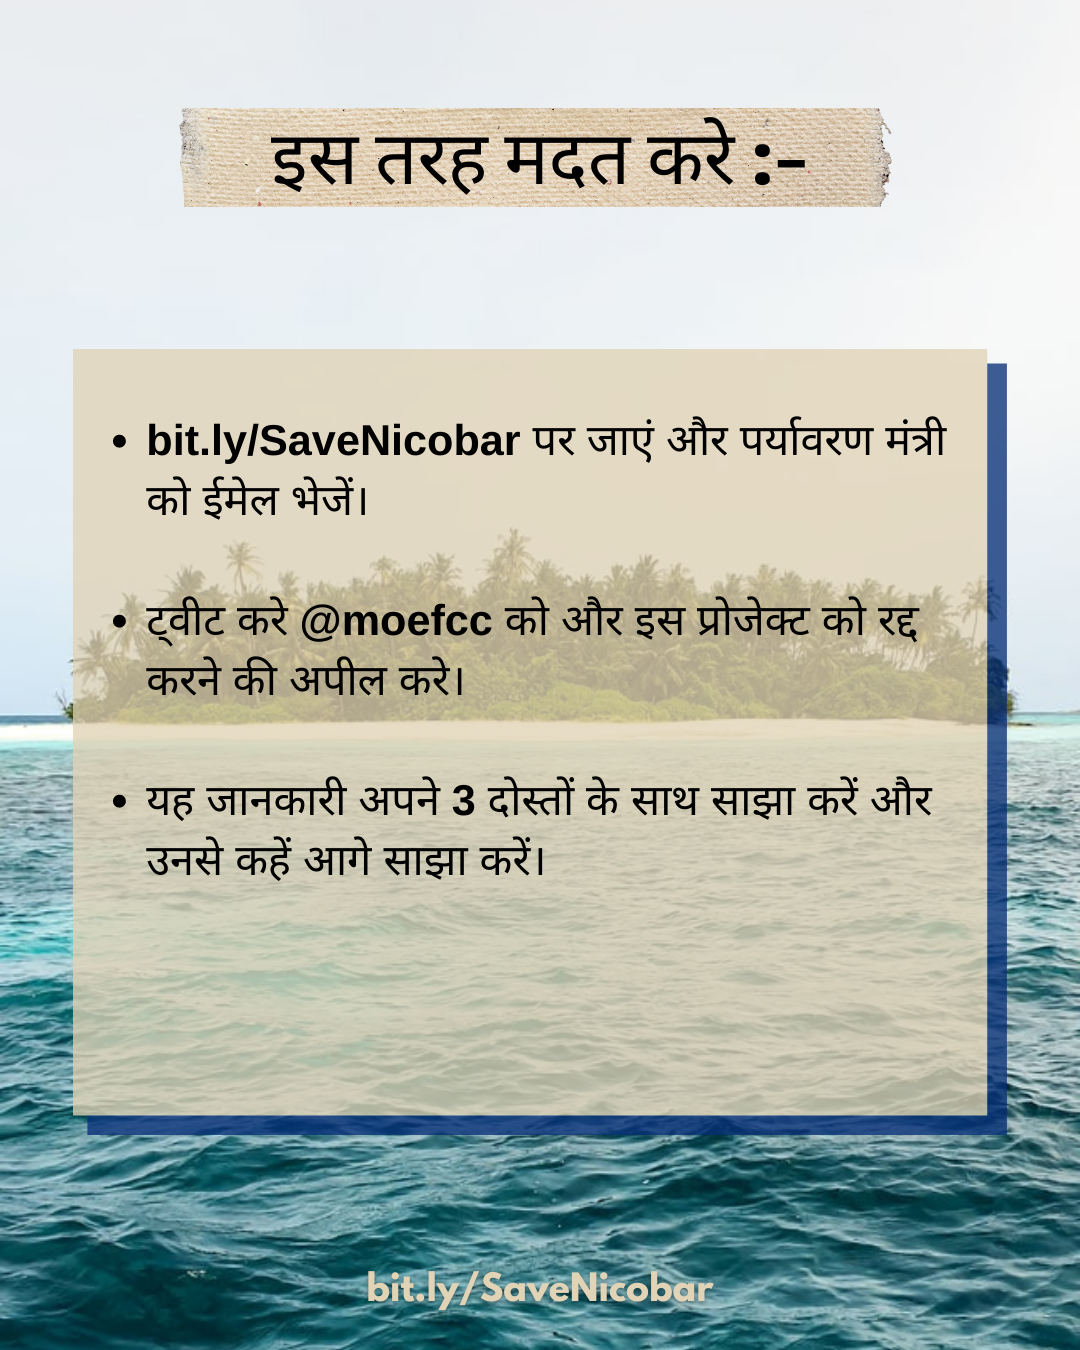 इस तरह मदत करे :-
• bit.ly/SaveNicobar पर जाएं और पर्यावरण मंत्री
को ईमेल भेजें।
• ट्वीट करे @moefcc को और इस प्रोजेक्ट को रद्द
करने की अपील करे।
• यह जानकारी अपने 3 दोस्तों के साथ साझा करें और
उनसे कहें आगे साझा करें।
bit.ly/SaveNicobar